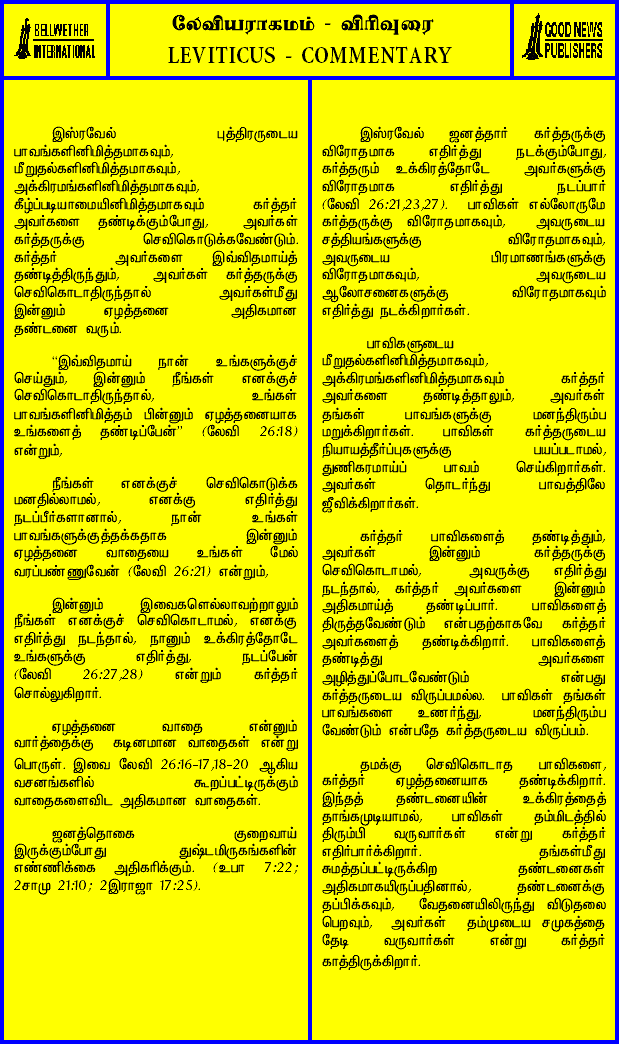 BELLWETHER
INTERNATIONAL
லேவியராகமம் - விரிவுரை
LEVITICUS - COMMENTARY
GOOD NEWS
PUBLISHERS
இஸ்ரவேல் புத்திரருடைய
பாவங்களினிமித்தமாகவும்,
மீறுதல்களினிமித்தமாகவும்,
அக்கிரமங்களினிமித்தமாகவும்,
கீழ்ப்படியாமையினிமித்தமாகவும் கர்த்தர்
அவர்களை தண்டிக்கும்போது, அவர்கள்
கர்த்தருக்கு செவிகொடுக்கவேண்டும்.
கர்த்தர் அவர்களை இவ்விதமாய்த்
தண்டித்திருந்தும், அவர்கள் கர்த்தருக்கு
செவிகொடாதிருந்தால் அவர்கள்மீது
இன்னும் ஏழத்தனை அதிகமான
தண்டனை வரும்.
“இவ்விதமாய் நான் உங்களுக்குச்
செய்தும், இன்னும் நீங்கள் எனக்குச்
செவிகொடாதிருந்தால், உங்கள்
பாவங்களினிமித்தம் பின்னும் ஏழத்தனையாக
உங்களைத் தண்டிப்பேன்” (லேவி 26:18)
என்றும்,
நீங்கள் எனக்குச் செவிகொடுக்க
மனதில்லாமல், எனக்கு எதிர்த்து
நடப்பீர்களானால், நான் உங்கள்
பாவங்களுக்குத்தக்கதாக இன்னும்
ஏழத்தனை வாதையை உங்கள் மேல்
வரப்பண்ணுவேன் (லேவி 26:21) என்றும்,
இன்னும் இவைகளெல்லாவற்றாலும்
நீங்கள் எனக்குச் செவிகொடாமல், எனக்கு
எதிர்த்து நடந்தால், நானும் உக்கிரத்தோடே
உங்களுக்கு எதிர்த்து, நடப்பேன்
(லேவி 26:27,28) என்றும் கர்த்தர்
சொல்லுகிறார்.
ஏழத்தனை வாதை என்னும்
வார்த்தைக்கு கடினமான வாதைகள் என்று
பொருள். இவை லேவி 26:16-17,18-20 ஆகிய
வசனங்களில் கூறப்பட்டிருக்கும்
வாதைகளைவிட அதிகமான வாதைகள்.
ஜனத்தொகை குறைவாய்
இருக்கும்போது துஷ்டமிருகங்களின்
எண்ணிக்கை அதிகரிக்கும். (உபா 7:22;
2சாமு 21:10; 2இராஜா 17:25).
இஸ்ரவேல் ஜனத்தார் கர்த்தருக்கு
விரோதமாக எதிர்த்து நடக்கும்போது,
கர்த்தரும் உக்கிரத்தோடே அவர்களுக்கு
விரோதமாக எதிர்த்து நடப்பார்
(லேவி 26:21,23,27). பாவிகள் எல்லோருமே
கர்த்தருக்கு விரோதமாகவும், அவருடைய
சத்தியங்களுக்கு விரோதமாகவும்,
அவருடைய பிரமாணங்களுக்கு
விரோதமாகவும், அவருடைய
ஆலோசனைகளுக்கு விரோதமாகவும்
எதிர்த்து நடக்கிறார்கள்.
பாவிகளுடைய
மீறுதல்களினிமித்தமாகவும்,
அக்கிரமங்களினிமித்தமாகவும் கர்த்தர்
அவர்களை தண்டித்தாலும், அவர்கள்
தங்கள் பாவங்களுக்கு மனந்திரும்ப
மறுக்கிறார்கள். பாவிகள் கர்த்தருடைய
நியாயத்தீர்ப்புகளுக்கு பயப்படாமல்,
துணிகரமாய்ப் பாவம் செய்கிறார்கள்.
அவர்கள் தொடர்ந்து பாவத்திலே
ஜீவிக்கிறார்கள்.
கர்த்தர் பாவிகளைத் தண்டித்தும்,
அவர்கள் இன்னும் கர்த்தருக்கு
செவிகொடாமல், அவருக்கு எதிர்த்து
நடந்தால், கர்த்தர் அவர்களை இன்னும்
அதிகமாய்த் தண்டிப்பார். பாவிகளைத்
திருத்தவேண்டும் என்பதற்காகவே கர்த்தர்
அவர்களைத் தண்டிக்கிறார். பாவிகளைத்
தண்டித்து அவர்களை
அழித்துப்போடவேண்டும் என்பது
கர்த்தருடைய விருப்பமல்ல. பாவிகள் தங்கள்
பாவங்களை உணர்ந்து, மனந்திரும்ப
வேண்டும் என்பதே கர்த்தருடைய விருப்பம்.
தமக்கு செவிகொடாத பாவிகளை,
கர்த்தர் ஏழத்தனையாக தண்டிக்கிறார்.
இந்தத் தண்டனையின் உக்கிரத்தைத்
தாங்கமுடியாமல், பாவிகள் தம்மிடத்தில்
திரும்பி வருவார்கள் என்று கர்த்தர்
எதிர்பார்க்கிறார். தங்கள்மீது
சுமத்தப்பட்டிருக்கிற தண்டனைகள்
அதிகமாகயிருப்பதினால், தண்டனைக்கு
தப்பிக்கவும், வேதனையிலிருந்து விடுதலை
பெறவும், அவர்கள் தம்முடைய சமுகத்தை
தேடி வருவார்கள் என்று கர்த்தர்
காத்திருக்கிறார்.